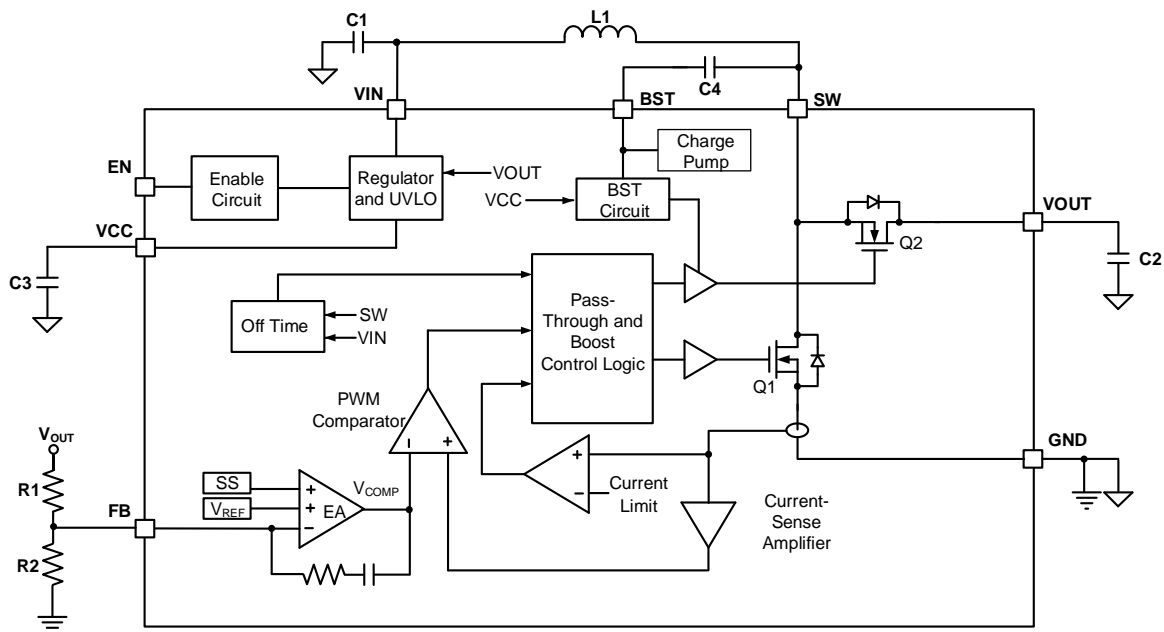 C1
L1
C4
VIN
BST
SW
EN
Enable
Circuit
Regulator
and UVLO
VOUT
VCC
BST
Circuit
Charge
Pump
VOUT
Q2
C2
VCC
C3
Off Time
SW
VIN
Pass-
Through and
Boost
Control Logic
Q1
PWM
Comparator
GND
VOUT
R1
FB
R2
SS
VREF
+
+
−
EA
VCOMP
−
+
+
−
Current
Limit
Current-
Sense
Amplifier